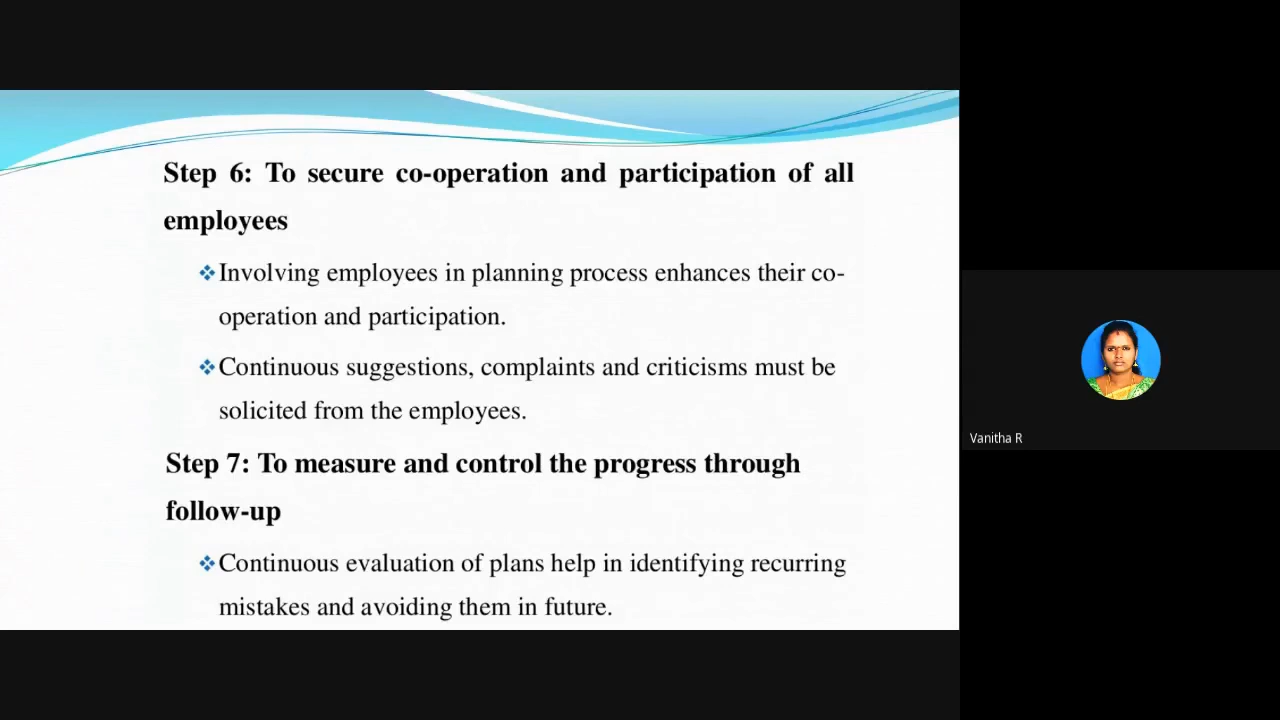 Step 6: To secure co-operation and participation of all
employees
❖Involving employees in planning process enhances their co-
operation and participation.
❖Continuous suggestions, complaints and criticisms must be
solicited from the employees.
Step 7: To measure and control the progress through
follow-up
❖Continuous evaluation of plans help in identifying recurring
mistakes and avoiding them in future.
Vanitha R